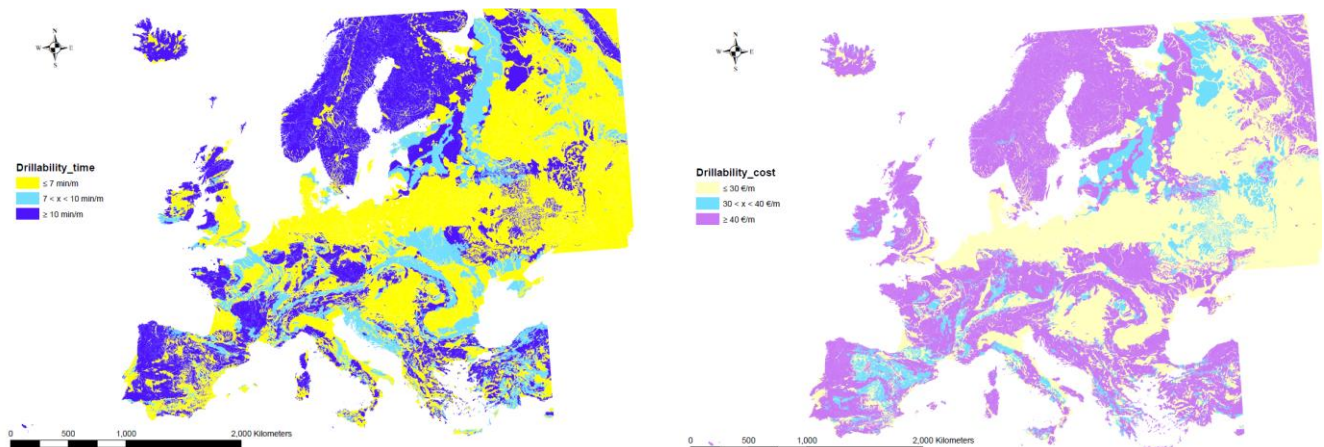 N
W E
S
Drillability_time
≤ 7 min/m
7 < x < 10 min/m
≥ 10 min/m
0 500 1,000 2,000 Kilometers
N
W E
S
Drillability_cost
≤ 30 €/m
30 < x < 40 €/m
≥ 40 €/m
0 500 1,000 2,000 Kilometers